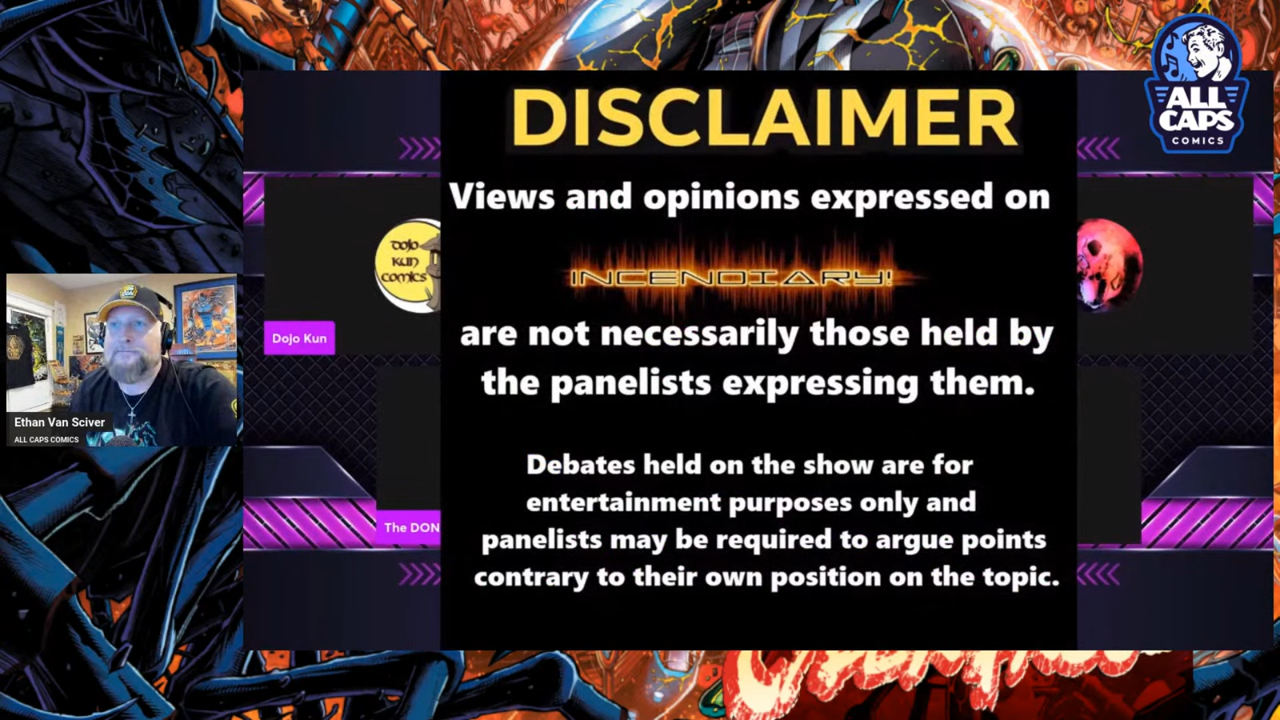 DISCLAIMER
Views and opinions expressed on
INCENDIARY!
are not necessarily those held by
the panelists expressing them.
Debates held on the show are for
entertainment purposes only and
panelists may be required to argue points
contrary to their own position on the topic.
ALL
CAPS
COMICS
DOJO
KUN
COMICS
Dojo Kun
The DON
Ethan Van Sciver
ALL CAPS COMICS